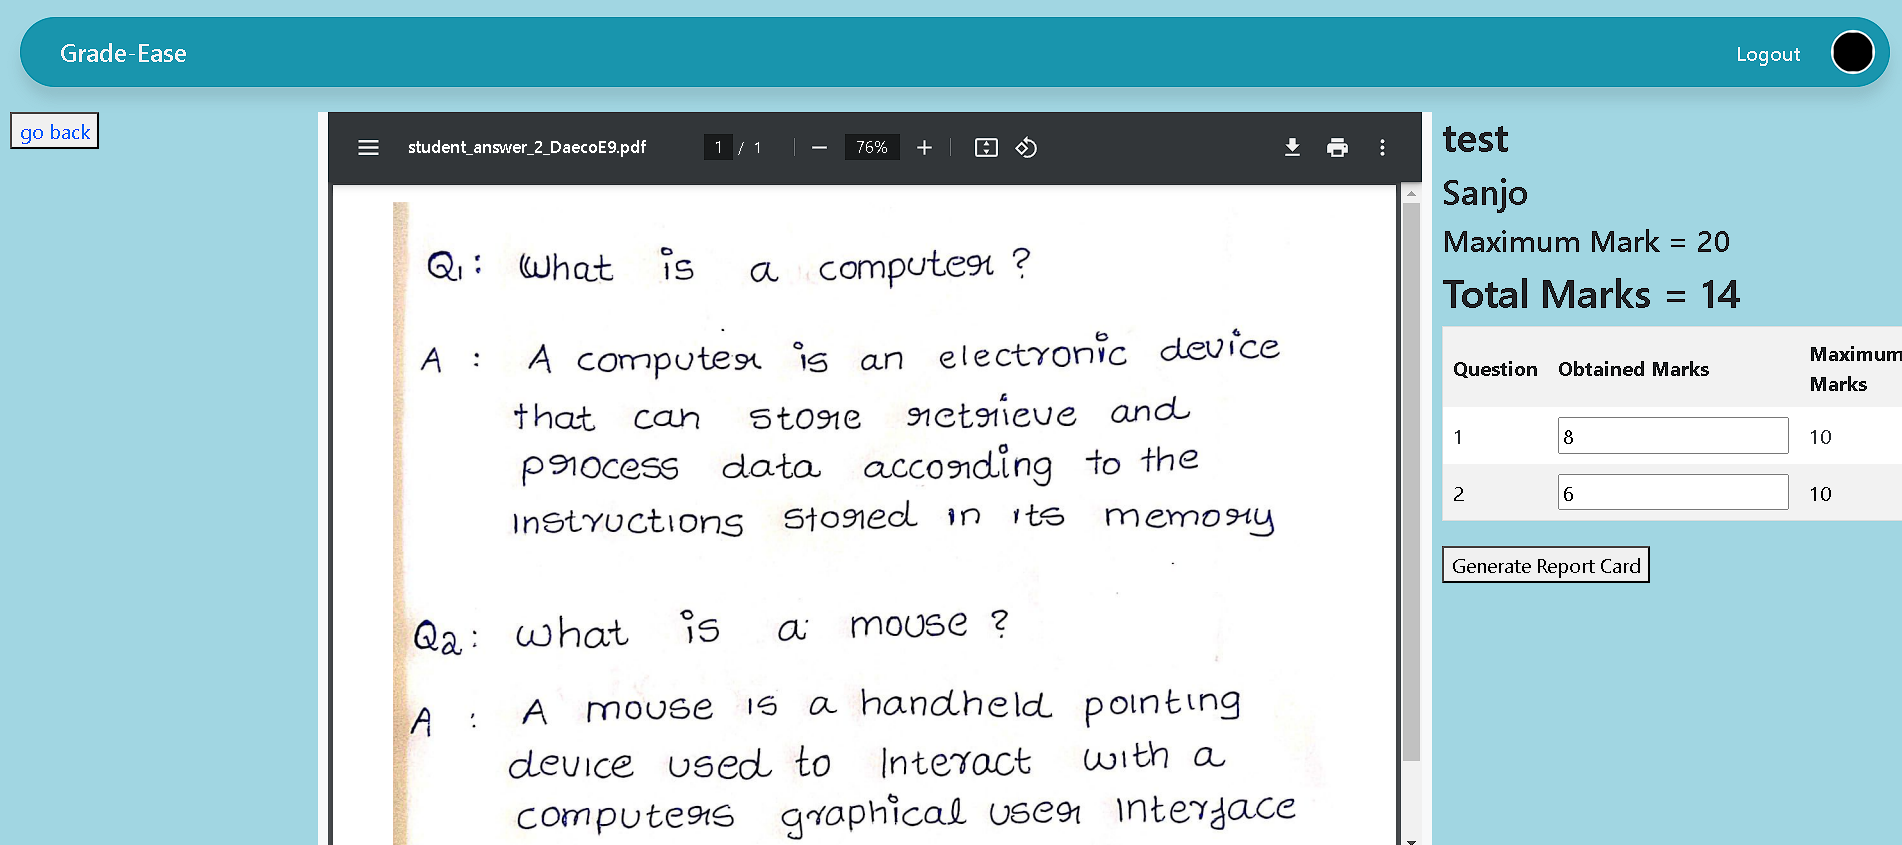 Grade-Ease
Logout
go back
student_answer_2_DaecoE9.pdf
1 / 1
76%
Q1: What is a computer ?
A : A computer is an electronic device
that can store retrieve and
process data according to the
instructions stored in its memory
Q2: what is a mouse ?
A : A mouse is a handheld pointing
device used to Interact with a
computers graphical user Interface
test
Sanjo
Maximum Mark = 20
Total Marks = 14
Question Obtained Marks Maximum
Marks
1 8 10
2 6 10
Generate Report Card